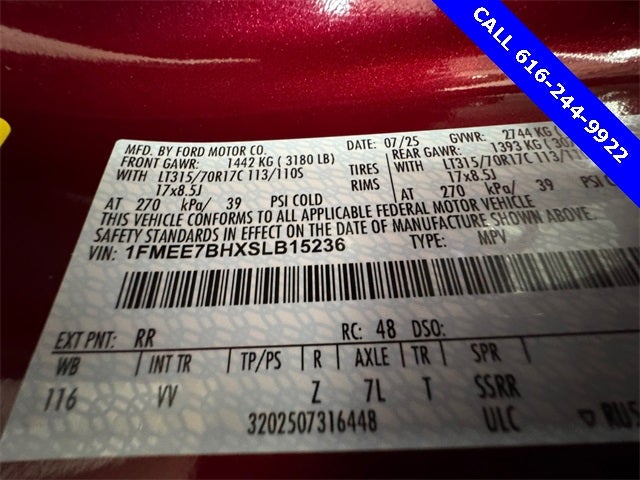 CALL 616-244-9922
MFD. BY FORD MOTOR CO. DATE: 07/25 GVWR: 2744 KG
FRONT GAWR: 1442 KG ( 3180 LB) REAR GAWR: 1393 KG (
WITH LT315/70R17C 113/110S TIRES WITH LT315/70R17C
17x8.5J RIMS 17x8.5J
AT 270 kPa/ 39 PSI COLD AT 270 kPa/ 39 PSI
THIS VEHICLE CONFORMS TO ALL APPLICABLE FEDERAL MOTOR VEHICLE
SAFETY STANDARDS IN EFFECT ON THE DATE OF MANUFACTURE SHOWN ABOVE.
VIN: 1FMEE7BHXSLB15236 TYPE: MPV
EXT PNT: RR RC: 48 DSO:
WB INT TR TP/PS R AXLE TR SPR
116 VV Z 7L T SSRR
3202507316448 ULC